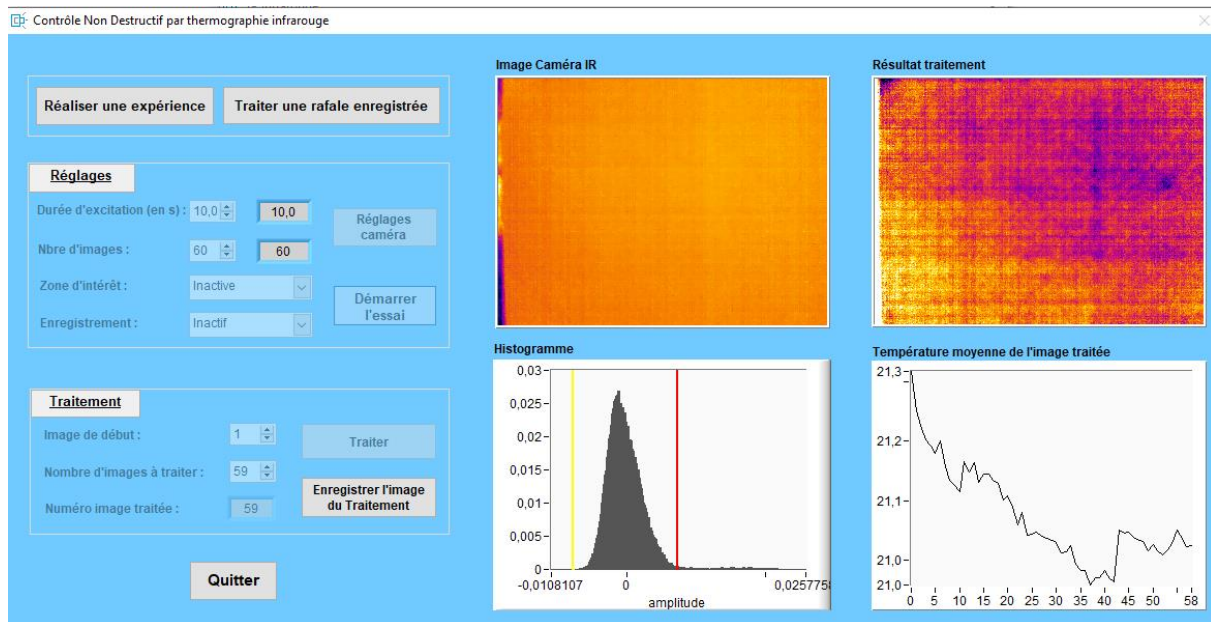 Contrôle Non Destructif par thermographie infrarouge
Réaliser une expérience
Traiter une rafale enregistrée
Réglages
Durée d'excitation (en s) : 10,0 10,0
Réglages
caméra
Nbre d'images : 60 60
Zone d'intérêt : Inactive
Démarrer
l'essai
Enregistrement : Inactif
Traitement
Image de début : 1
Traiter
Nombre d'images à traiter : 59
Enregistrer l'image
du Traitement
Numéro image traitée : 59
Quitter
Image Caméra IR
Résultat traitement
Histogramme
0,03
0,025
0,02
0,015
0,01
0,005
0
-0,0108107 0 0,0257758
amplitude
Température moyenne de l'image traitée
21,3
21,2
21,1
21,0
21,0
0 5 10 15 20 25 30 35 40 45 50 58